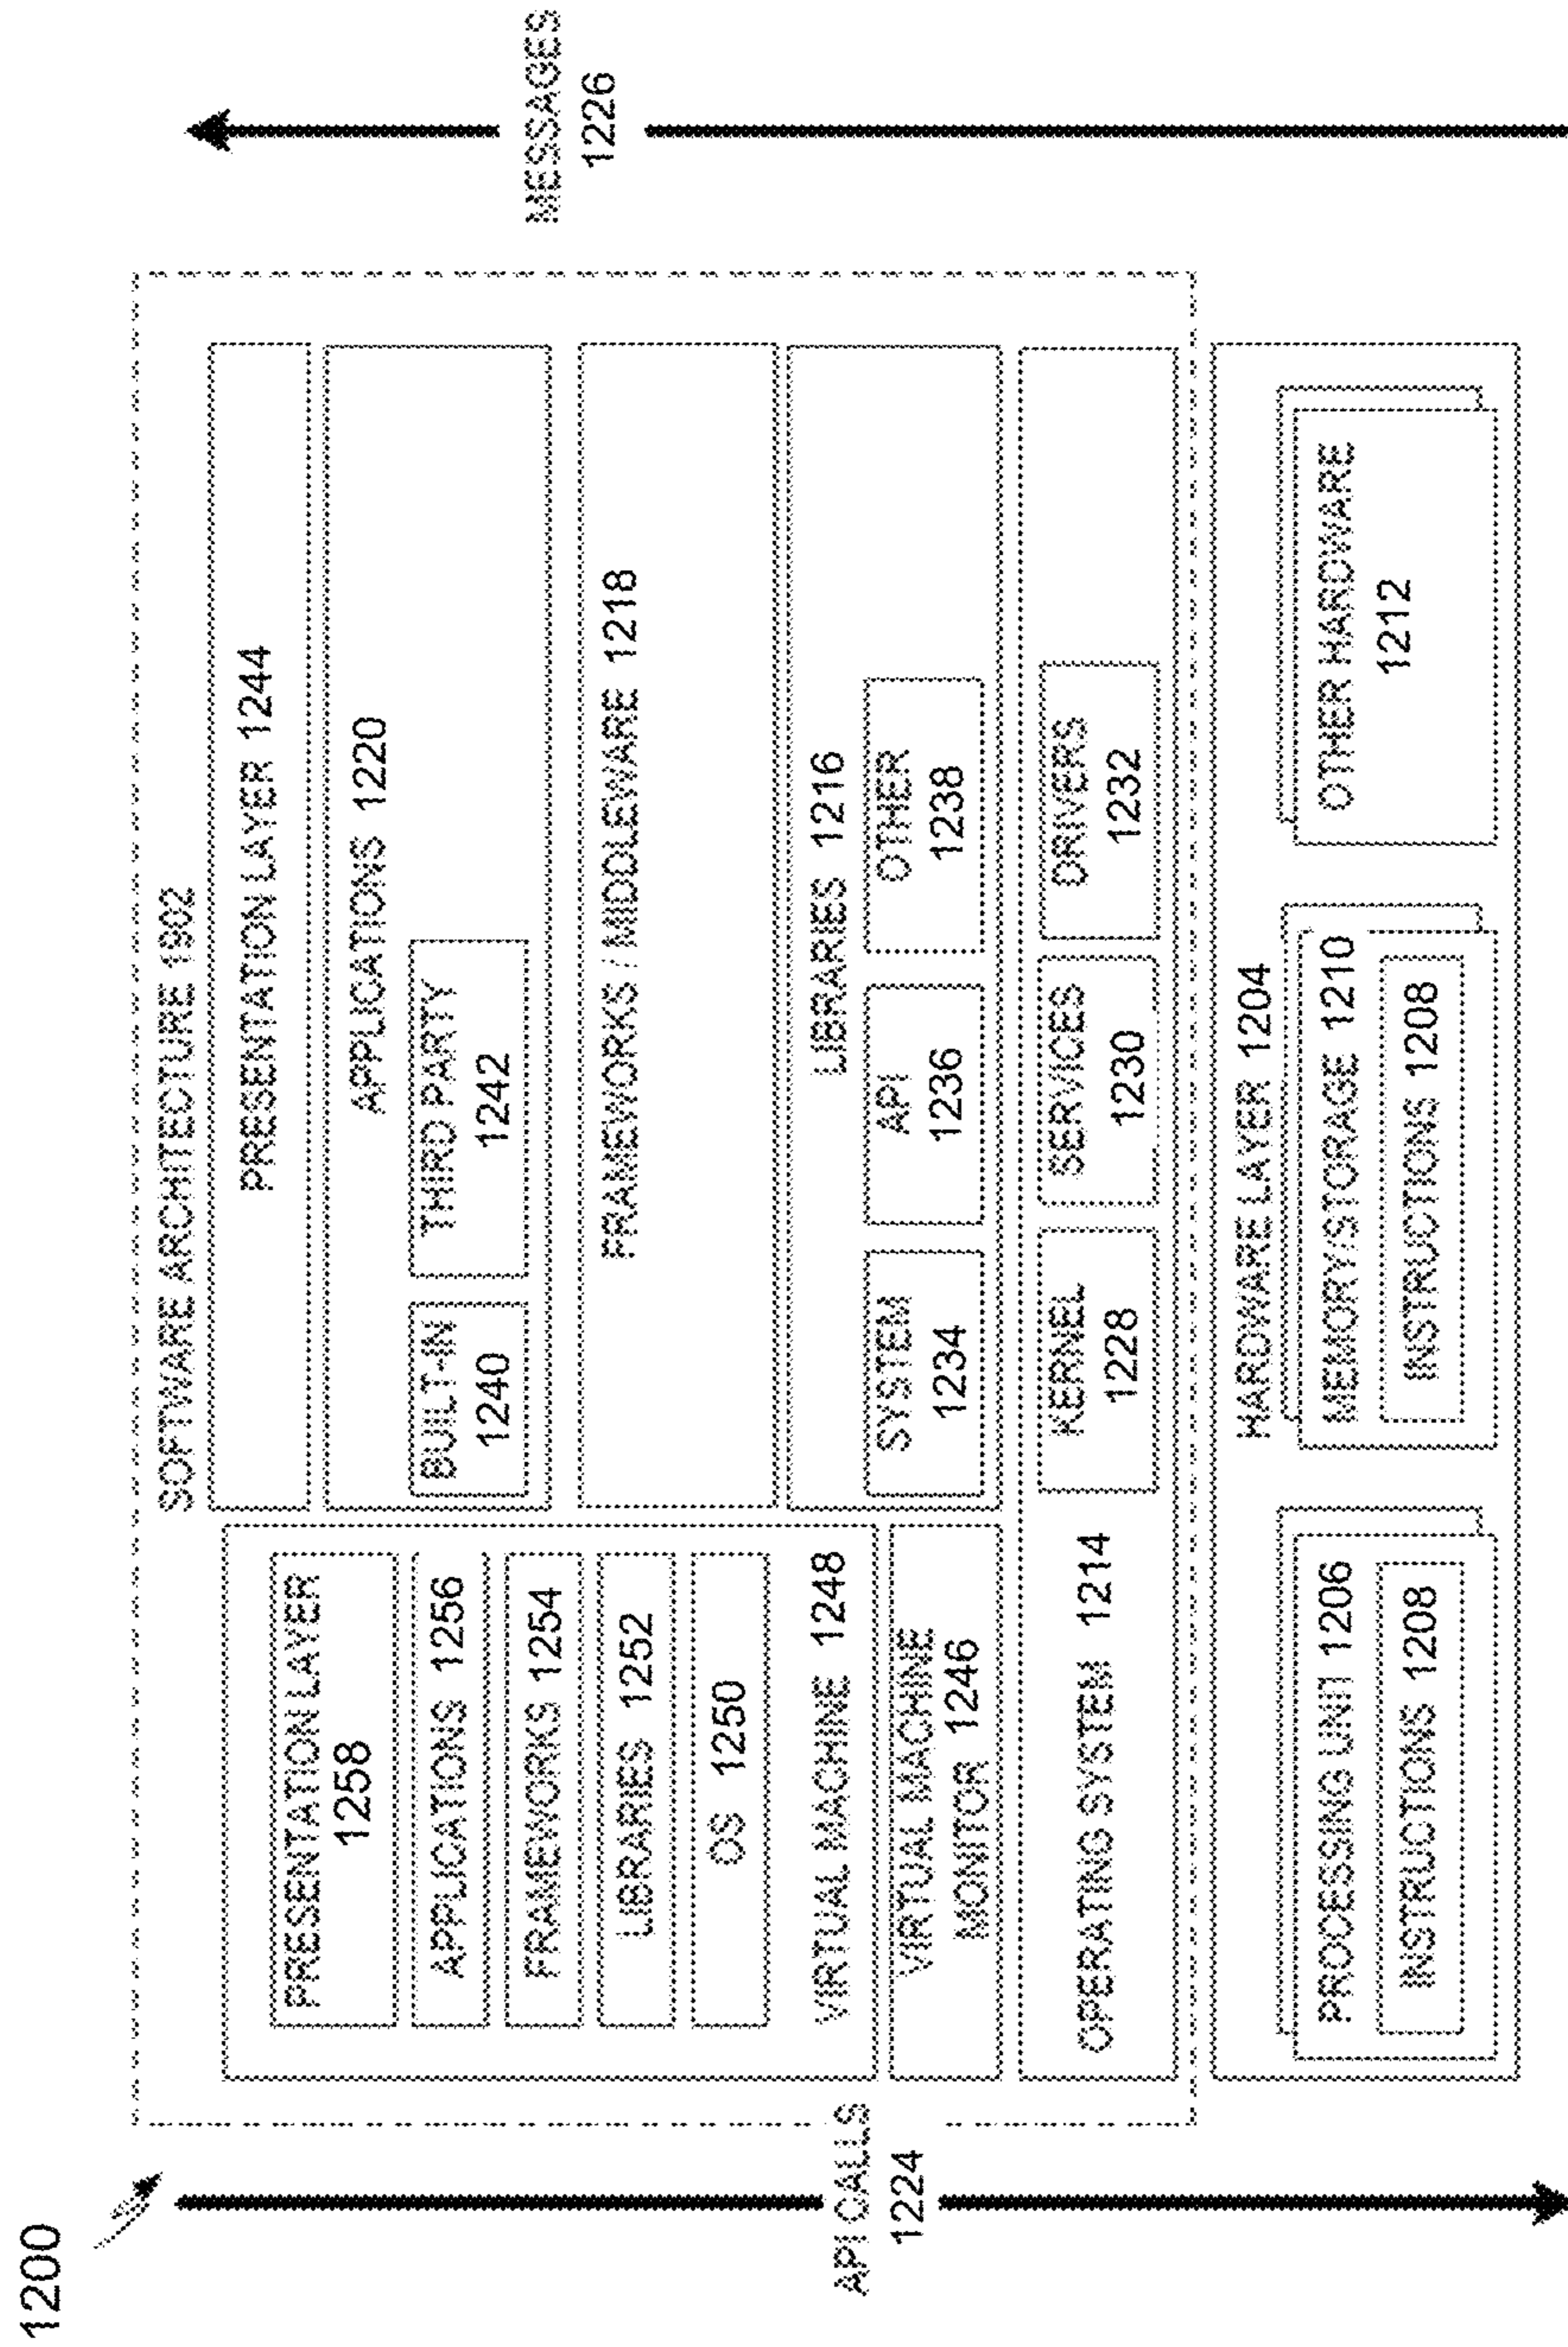 1200
SOFTWARE ARCHITECTURE 1902
PRESENTATION LAYER
1258
APPLICATIONS 1256
FRAMEWORKS 1254
LIBRARIES 1252
OS 1250
VIRTUAL MACHINE 1248
VIRTUAL MACHINE
MONITOR 1246
PRESENTATION LAYER 1244
APPLICATIONS 1220
BUILT-IN
1240
THIRD PARTY
1242
FRAMEWORKS / MIDDLEWARE 1218
LIBRARIES 1216
SYSTEM
1234
API
1236
OTHER
1238
OPERATING SYSTEM 1214
KERNEL
1228
SERVICES
1230
DRIVERS
1232
HARDWARE LAYER 1204
PROCESSING UNIT 1206
INSTRUCTIONS 1208
MEMORY/STORAGE 1210
INSTRUCTIONS 1208
OTHER HARDWARE
1212
API CALLS
1224
MESSAGES
1226